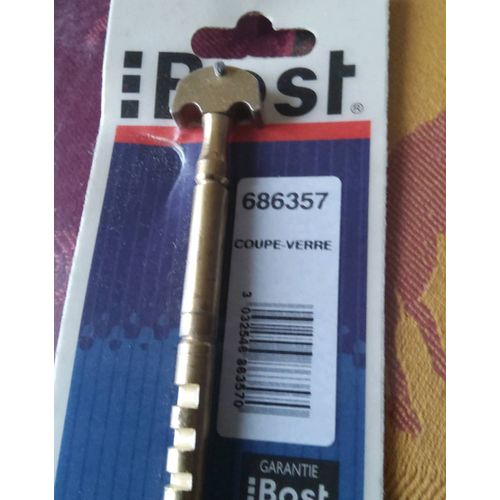 Bost ®
686357
COUPE-VERRE
3 032546 863570
GARANTIE
Bost